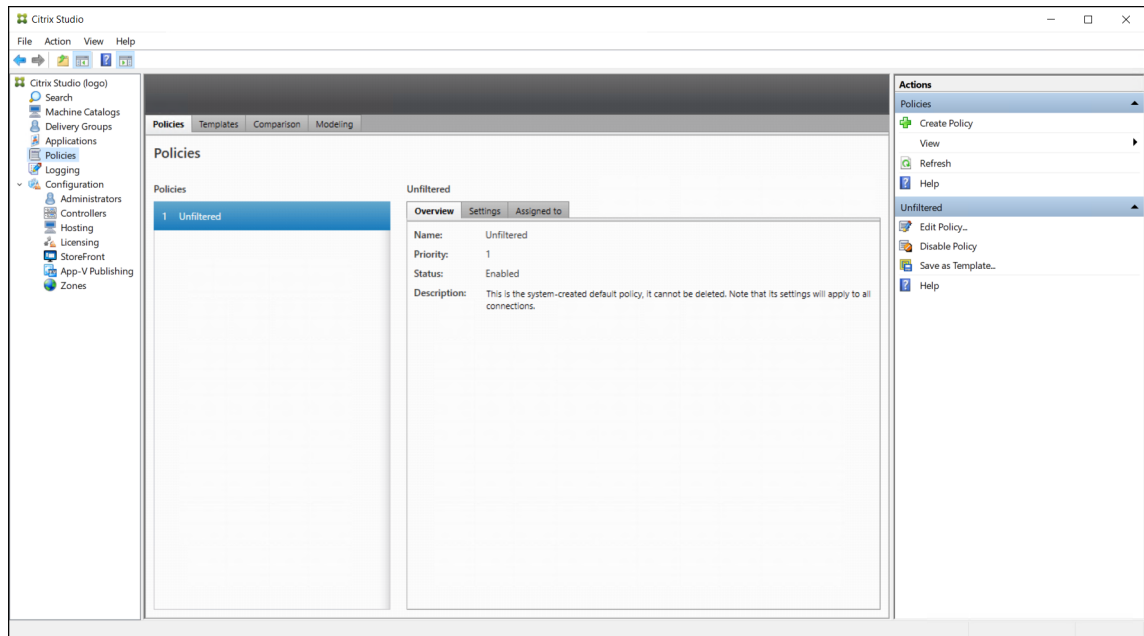 Citrix Studio
File Action View Help
Citrix Studio (logo)
Search
Machine Catalogs
Delivery Groups
Applications
Policies
Logging
Configuration
Administrators
Controllers
Hosting
Licensing
StoreFront
App-V Publishing
Zones
Policies Templates Comparison Modeling
Policies
Policies
1 Unfiltered
Unfiltered
Overview Settings Assigned to
Name: Unfiltered
Priority: 1
Status: Enabled
Description: This is the system-created default policy, it cannot be deleted. Note that its settings will apply to all
connections.
Actions
Policies
Create Policy
View
Refresh
Help
Unfiltered
Edit Policy...
Disable Policy
Save as Template...
Help